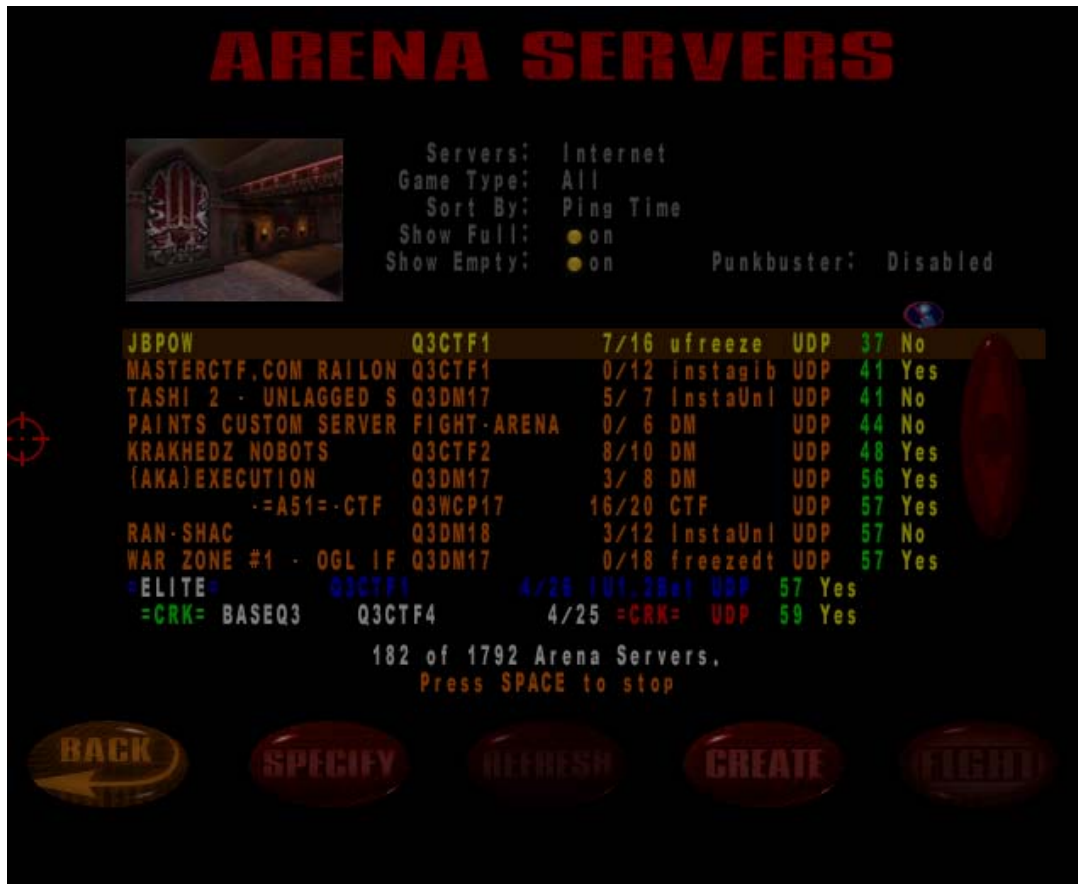 ARENA SERVERS
Servers: Internet
Game Type: All
Sort By: Ping Time
Show Full: on
Show Empty: on Punkbuster: Disabled
JBPOW Q3CTF1 7/16 ufreeze UDP 37 No
MASTERCTF.COM RAILON Q3CTF1 0/12 instagib UDP 41 Yes
TASHI 2 - UNLAGGED S Q3DM17 5/ 7 InstaUnl UDP 41 No
PAINTS CUSTOM SERVER FIGHT-ARENA 0/ 6 DM UDP 44 No
KRAKHEDZ NOBOTS Q3CTF2 8/10 DM UDP 48 Yes
{AKA}EXECUTION Q3DM17 3/ 8 DM UDP 56 Yes
-=A51=-CTF Q3WCP17 16/20 CTF UDP 57 Yes
RAN-SHAC Q3DM18 3/12 InstaUnl UDP 57 No
WAR ZONE #1 - OGL IF Q3DM17 0/18 freezedt UDP 57 Yes
=ELITE= Q3CTF1 4/26 UDP 57 Yes
=CRK= BASEQ3 Q3CTF4 4/25 =CRK= UDP 59 Yes
182 of 1792 Arena Servers.
Press SPACE to stop
BACK SPECIFY REFRESH CREATE FIGHT